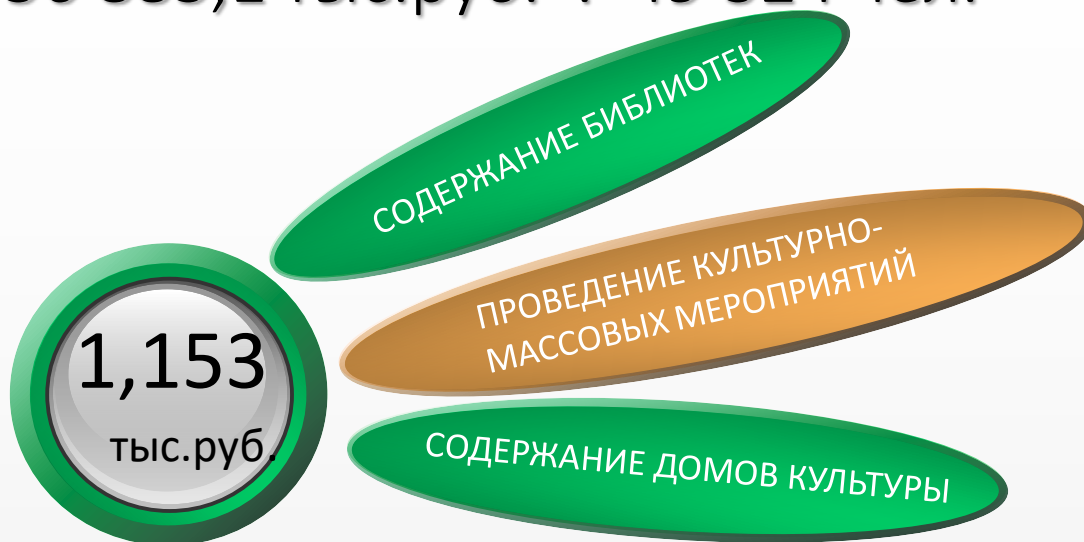 СОДЕРЖАНИЕ БИБЛИОТЕК
ПРОВЕДЕНИЕ КУЛЬТУРНО-
МАССОВЫХ МЕРОПРИЯТИЙ
1,153
тыс.руб.
СОДЕРЖАНИЕ ДОМОВ КУЛЬТУРЫ